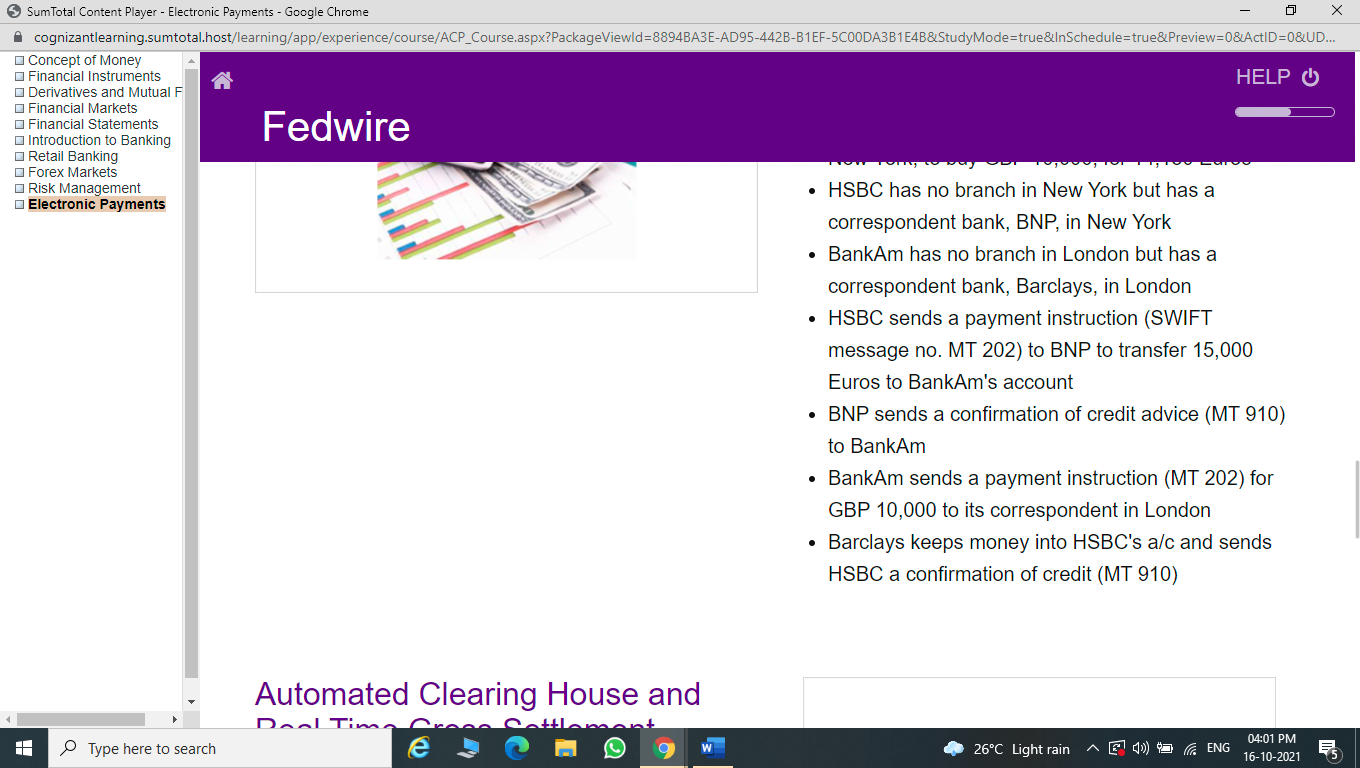 SumTotal Content Player - Electronic Payments - Google Chrome
cognizantlearning.sumtotal.host/learning/app/experience/course/ACP_Course.aspx?PackageViewId=8894BA3E-AD95-442B-B1EF-5C00DA3B1E4B&StudyMode=true&InSchedule=true&Preview=0&ActID=0&UD...
Concept of Money
Financial Instruments
Derivatives and Mutual F
Financial Markets
Financial Statements
Introduction to Banking
Retail Banking
Forex Markets
Risk Management
Electronic Payments
HELP
Fedwire
HSBC has no branch in New York but has a
correspondent bank, BNP, in New York
BankAm has no branch in London but has a
correspondent bank, Barclays, in London
HSBC sends a payment instruction (SWIFT
message no. MT 202) to BNP to transfer 15,000
Euros to BankAm's account
BNP sends a confirmation of credit advice (MT 910)
to BankAm
BankAm sends a payment instruction (MT 202) for
GBP 10,000 to its correspondent in London
Barclays keeps money into HSBC's a/c and sends
HSBC a confirmation of credit (MT 910)
Automated Clearing House and
Real Time Gross Settlement
Type here to search
26°C Light rain
ENG
04:01 PM
16-10-2021
5